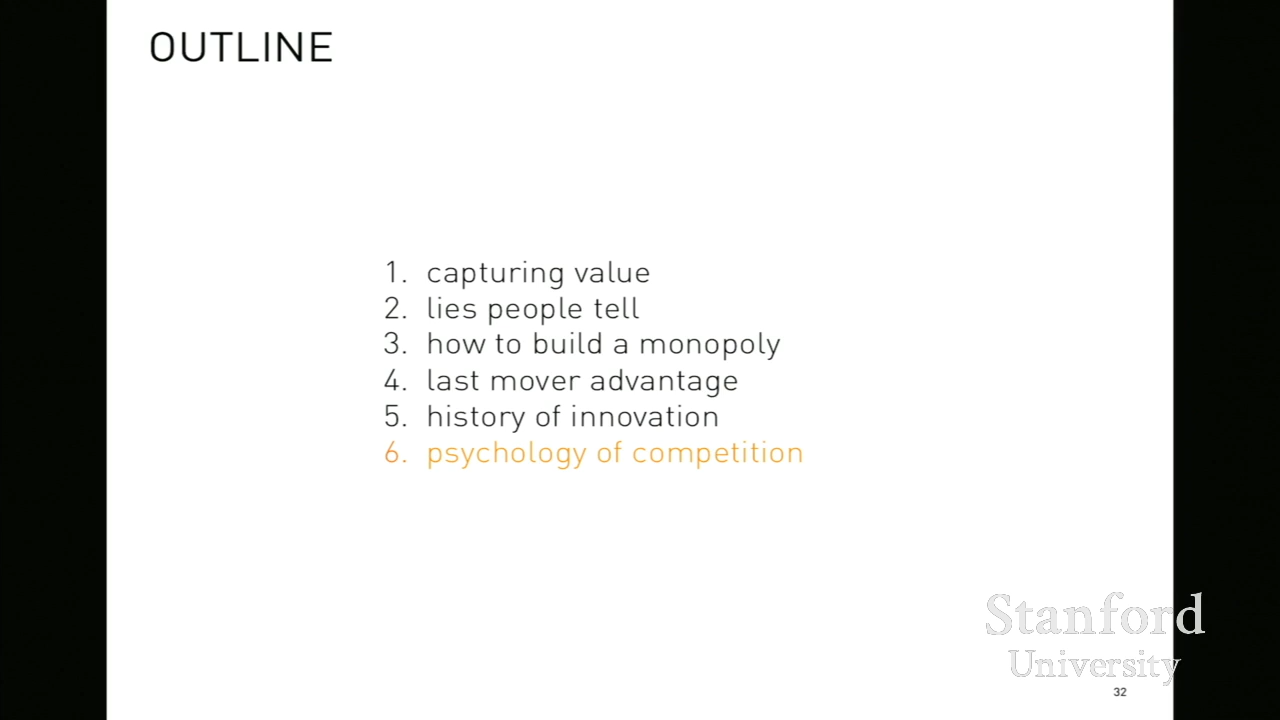 OUTLINE
1. capturing value
2. lies people tell
3. how to build a monopoly
4. last mover advantage
5. history of innovation
6. psychology of competition
Stanford
University
32